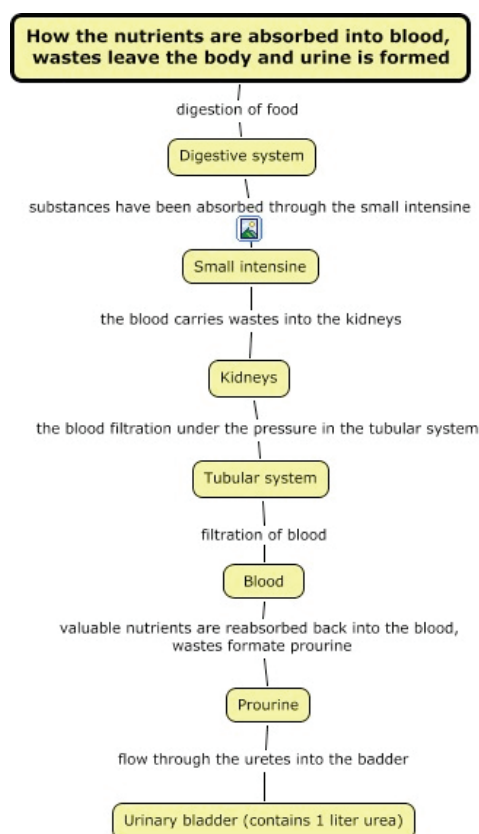 How the nutrients are absorbed into blood,
wastes leave the body and urine is formed
digestion of food
Digestive system
substances have been absorbed through the small intensine
Small intensine
the blood carries wastes into the kidneys
Kidneys
the blood filtration under the pressure in the tubular system
Tubular system
filtration of blood
Blood
valuable nutrients are reabsorbed back into the blood,
wastes formate prourine
Prourine
flow through the uretes into the badder
Urinary bladder (contains 1 liter urea)